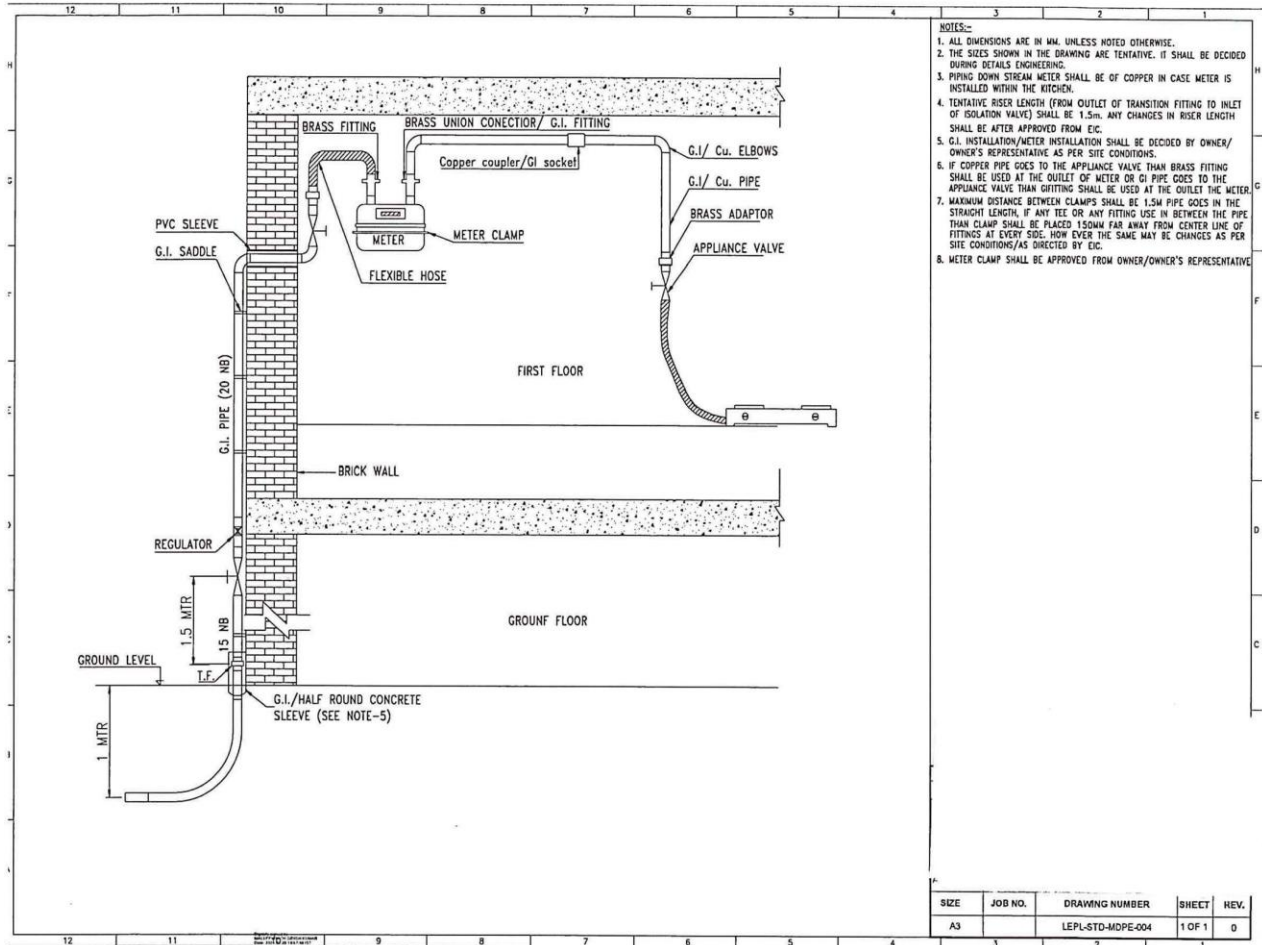 12 11 10 9 8 7 6 5 4 3 2 1
H
G
F
E
D
C
NOTES:-
1. ALL DIMENSIONS ARE IN MM. UNLESS NOTED OTHERWISE.
2. THE SIZES SHOWN IN THE DRAWING ARE TENTATIVE. IT SHALL BE DECIDED
DURING DETAILS ENGINEERING.
3. PIPING DOWN STREAM METER SHALL BE OF COPPER IN CASE METER IS
INSTALLED WITHIN THE KITCHEN.
4. TENTATIVE RISER LENGTH (FROM OUTLET OF TRANSITION FITTING TO INLET
OF ISOLATION VALVE) SHALL BE 1.5m. ANY CHANGES IN RISER LENGTH
SHALL BE AFTER APPROVED FROM EIC.
5. G.I. INSTALLATION/METER INSTALLATION SHALL BE DECIDED BY OWNER/
OWNER'S REPRESENTATIVE AS PER SITE CONDITIONS.
6. IF COPPER PIPE GOES TO THE APPLIANCE VALVE THAN BRASS FITTING
SHALL BE USED AT THE OUTLET OF METER OR GI PIPE GOES TO THE
APPLIANCE VALVE THAN GIFITTING SHALL BE USED AT THE OUTLET THE METER.
7. MAXIMUM DISTANCE BETWEEN CLAMPS SHALL BE 1.5M PIPE GOES IN THE
STRAIGHT LENGTH, IF ANY TEE OR ANY FITTING USE IN BETWEEN THE PIPE
THAN CLAMP SHALL BE PLACED 150MM FAR AWAY FROM CENTER LINE OF
FITTINGS AT EVERY SIDE. HOW EVER THE SAME MAY BE CHANGES AS PER
SITE CONDITIONS/AS DIRECTED BY EIC.
8. METER CLAMP SHALL BE APPROVED FROM OWNER/OWNER'S REPRESENTATIVE
BRASS FITTING
BRASS UNION CONECTIOR/ G.I. FITTING
Copper coupler/GI socket
G.I/ Cu. ELBOWS
G.I/ Cu. PIPE
BRASS ADAPTOR
APPLIANCE VALVE
PVC SLEEVE
G.I. SADDLE
METER
METER CLAMP
FLEXIBLE HOSE
G.I. PIPE (20 NB)
FIRST FLOOR
BRICK WALL
REGULATOR
1.5 MTR
15 NB
GROUNF FLOOR
GROUND LEVEL
T.F.
G.I./HALF ROUND CONCRETE
SLEEVE (SEE NOTE-5)
1 MTR
SIZE JOB NO. DRAWING NUMBER SHEET REV.
A3 LEPL-STD-MDPE-004 1 OF 1 0
12 11 10 9 8 7 6 5 4 3 2 1